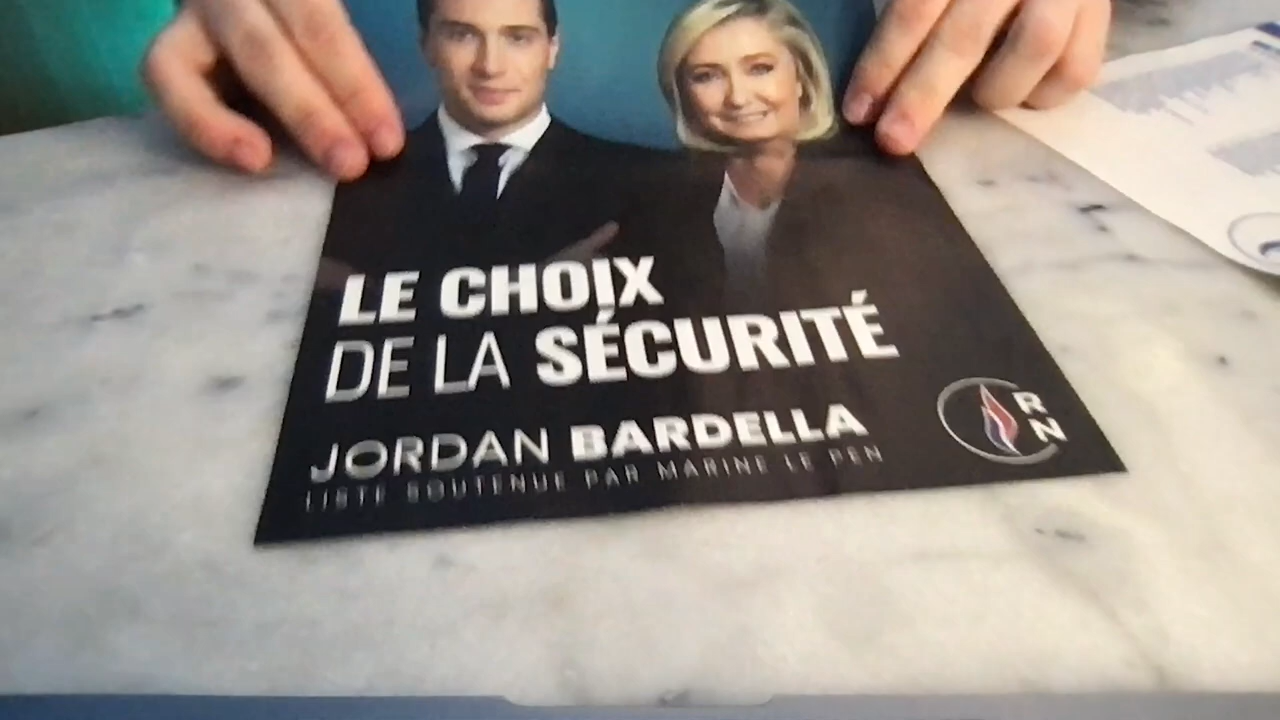 LE CHOIX
DE LA SÉCURITÉ
JORDAN BARDELLA
LISTE SOUTENUE PAR MARINE LE PEN
RN